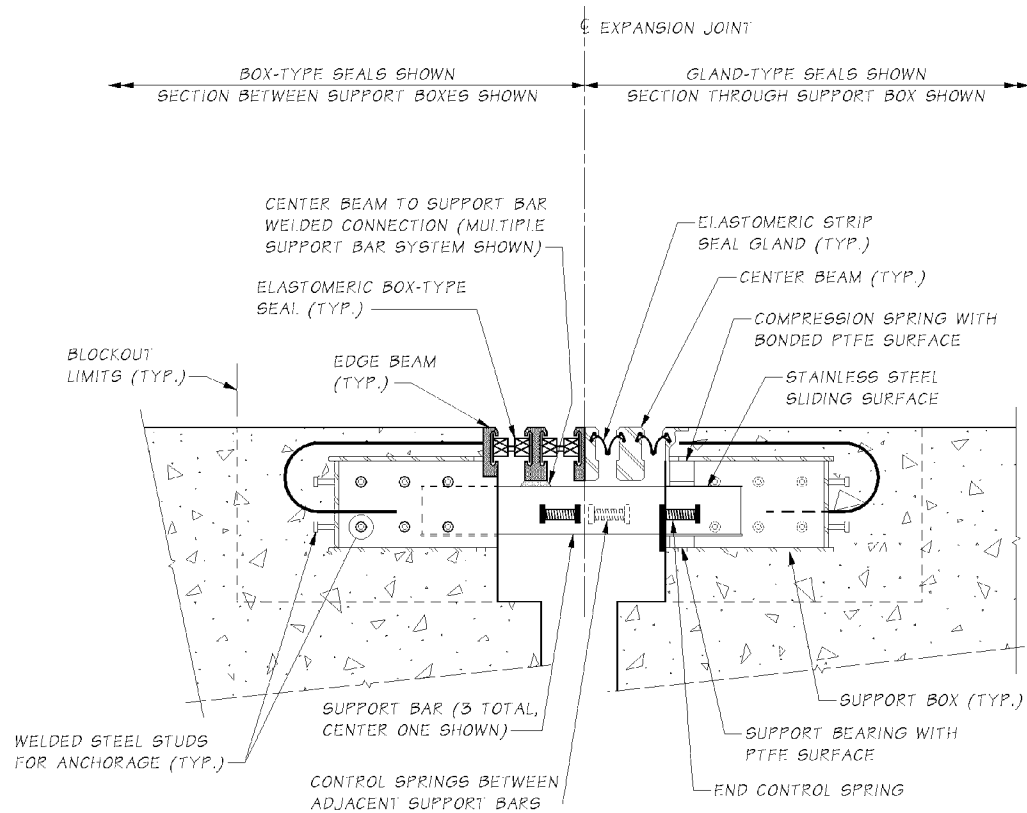 ℄ EXPANSION JOINT
BOX-TYPE SEALS SHOWN
SECTION BETWEEN SUPPORT BOXES SHOWN
GLAND-TYPE SEALS SHOWN
SECTION THROUGH SUPPORT BOX SHOWN
CENTER BEAM TO SUPPORT BAR
WELDED CONNECTION (MULTIPLE
SUPPORT BAR SYSTEM SHOWN)
ELASTOMERIC STRIP
SEAL GLAND (TYP.)
CENTER BEAM (TYP.)
ELASTOMERIC BOX-TYPE
SEAL (TYP.)
COMPRESSION SPRING WITH
BONDED PTFE SURFACE
BLOCKOUT
LIMITS (TYP.)
EDGE BEAM
(TYP.)
STAINLESS STEEL
SLIDING SURFACE
SUPPORT BAR (3 TOTAL,
CENTER ONE SHOWN)
SUPPORT BOX (TYP.)
WELDED STEEL STUDS
FOR ANCHORAGE (TYP.)
SUPPORT BEARING WITH
PTFE SURFACE
CONTROL SPRINGS BETWEEN
ADJACENT SUPPORT BARS
END CONTROL SPRING